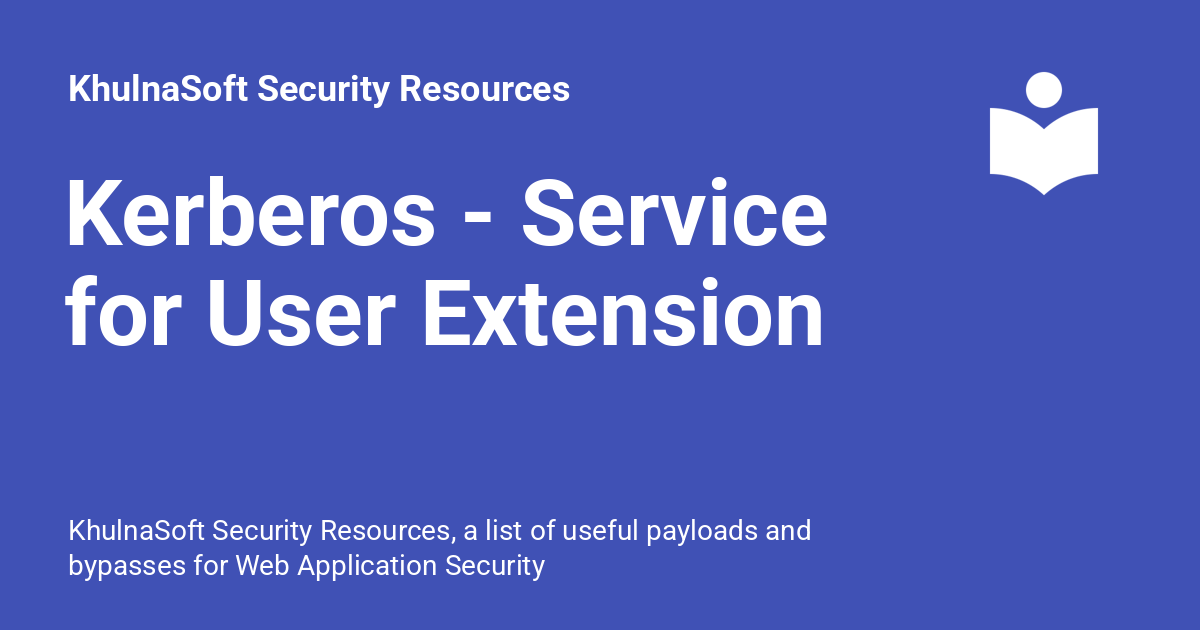 KhulnaSoft Security Resources
Kerberos - Service
for User Extension
KhulnaSoft Security Resources, a list of useful payloads and
bypasses for Web Application Security